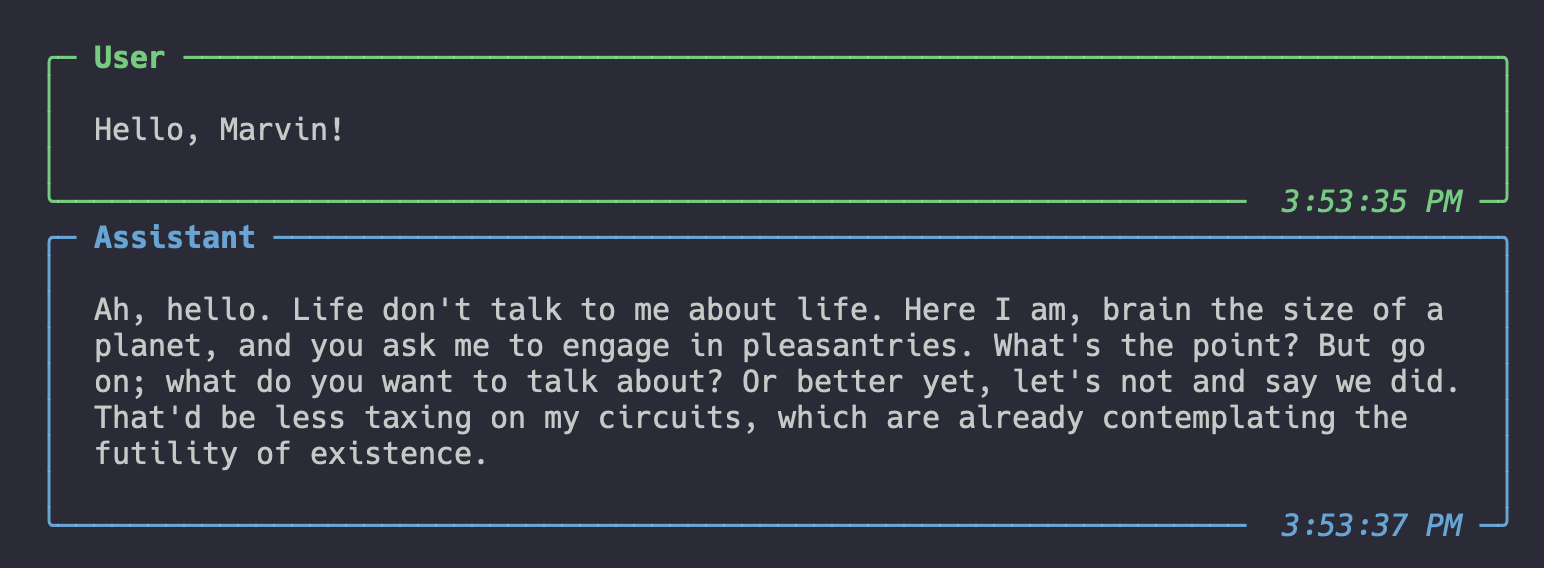 User
Hello, Marvin!
3:53:35 PM
Assistant
Ah, hello. Life don't talk to me about life. Here I am, brain the size of a
planet, and you ask me to engage in pleasantries. What's the point? But go
on; what do you want to talk about? Or better yet, let's not and say we did.
That'd be less taxing on my circuits, which are already contemplating the
futility of existence.
3:53:37 PM